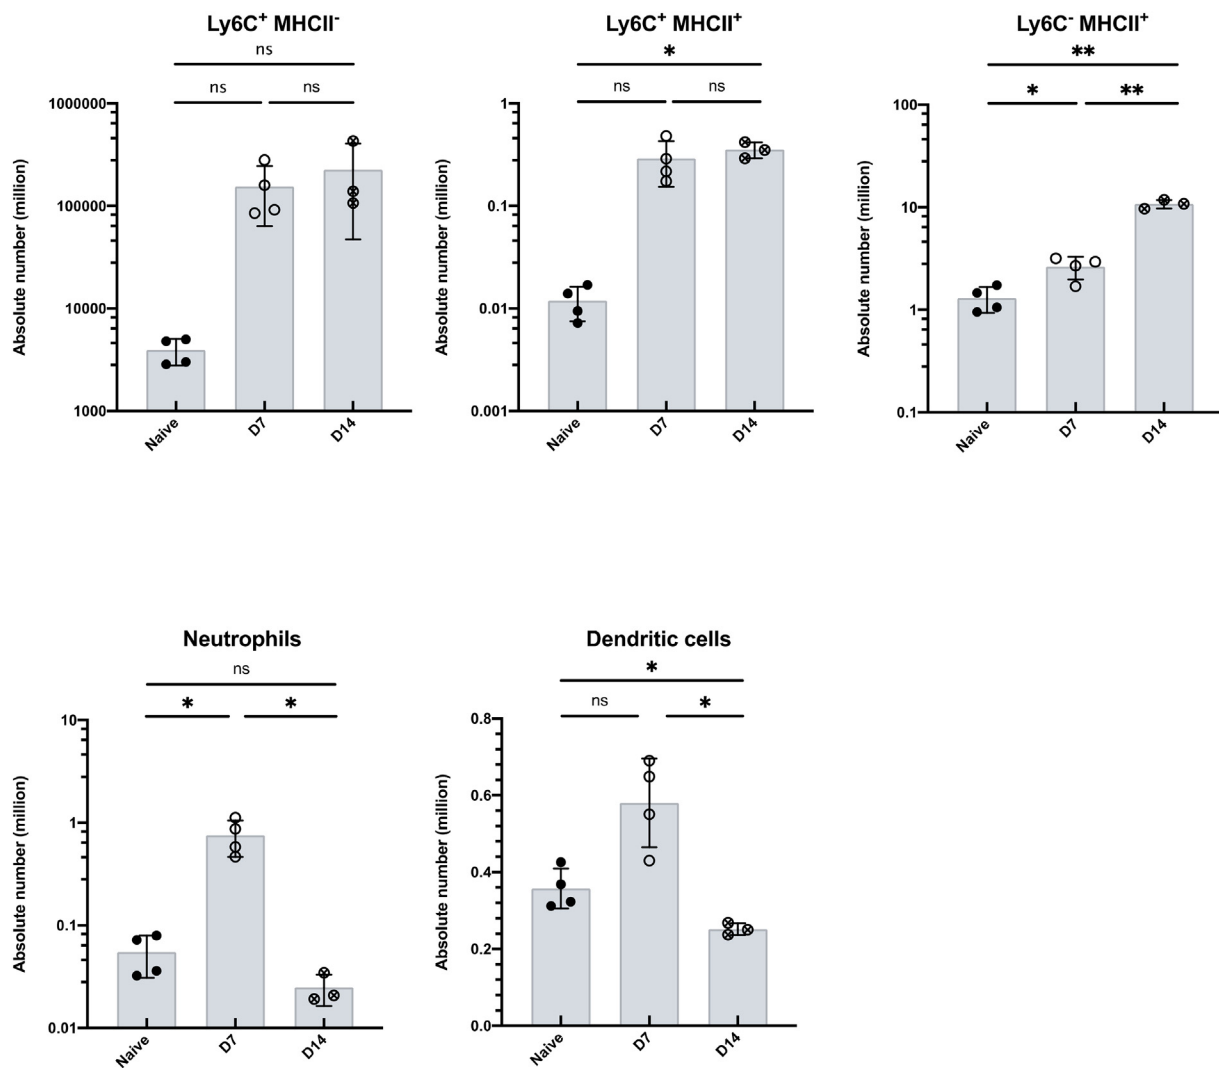 Ly6C⁺ MHCII⁻
ns
ns ns
1000000
100000
10000
1000
Absolute number (million)
Naive D7 D14
Ly6C⁺ MHCII⁺
*
ns ns
1
0.1
0.01
0.001
Absolute number (million)
Naive D7 D14
Ly6C⁻ MHCII⁺
**
* **
100
10
1
0.1
Absolute number (million)
Naive D7 D14
Neutrophils
ns
* *
10
1
0.1
0.01
Absolute number (million)
Naive D7 D14
Dendritic cells
*
ns *
0.8
0.6
0.4
0.2
0.0
Absolute number (million)
Naive D7 D14